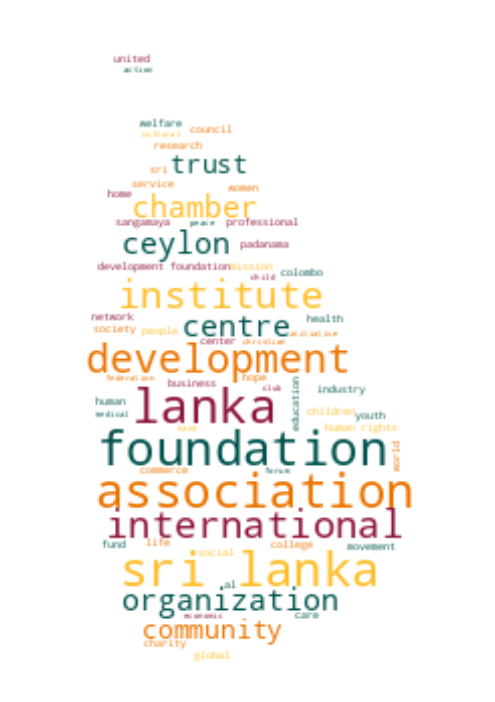 united
action
welfare
council
research
sri trust
service women
home chamber
sangamaya peace professional
ceylon padanama
development foundation mission
child colombo
institute
network health
centre
society people initiative
center christian
development
federation hope
business club
human lanka education industry
medical children youth
human rights
foundation world
commerce forum
association
international
fund life college movement
social
sri lanka
al
organization
economic care
community
charity
global